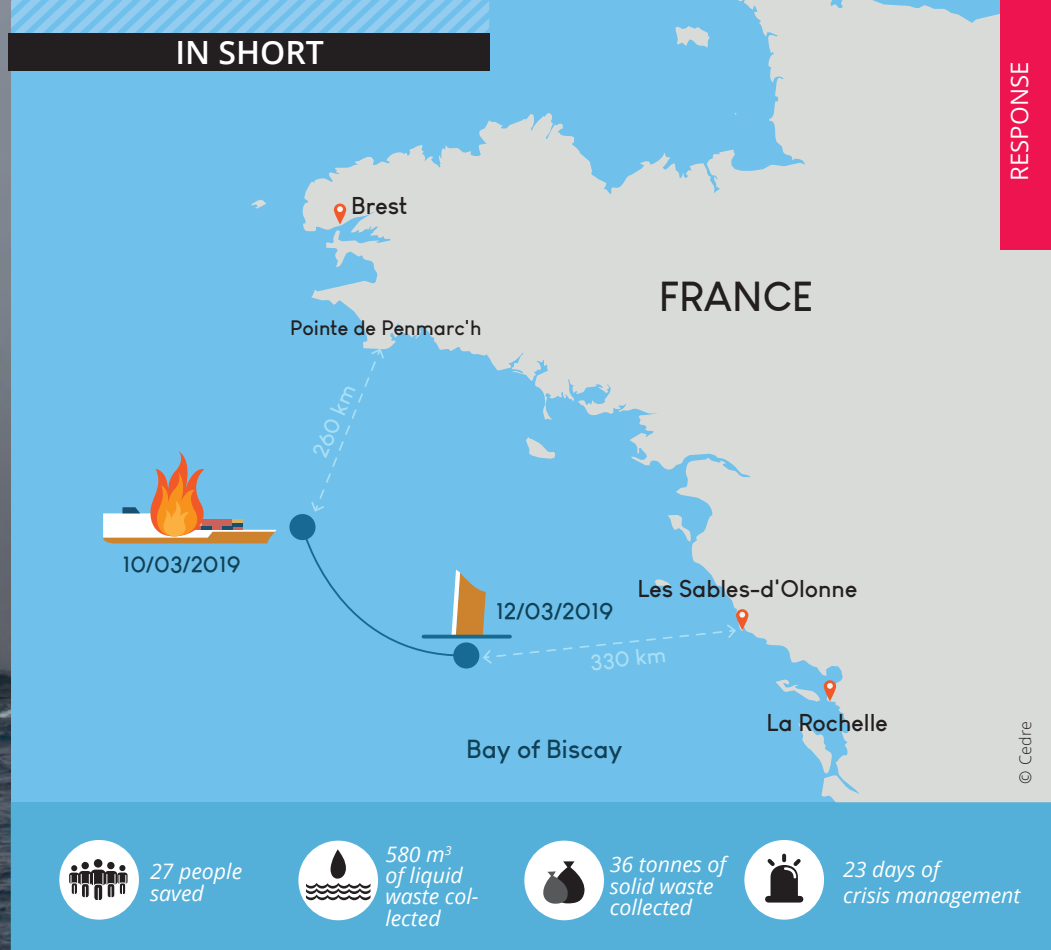 IN SHORT
RESPONSE
Brest
FRANCE
Pointe de Penmarc'h
260 km
10/03/2019
Les Sables-d'Olonne
12/03/2019
330 km
La Rochelle
Bay of Biscay
© Cedre
27 people
saved
580 m³
of liquid
waste col-
lected
36 tonnes of
solid waste
collected
23 days of
crisis management